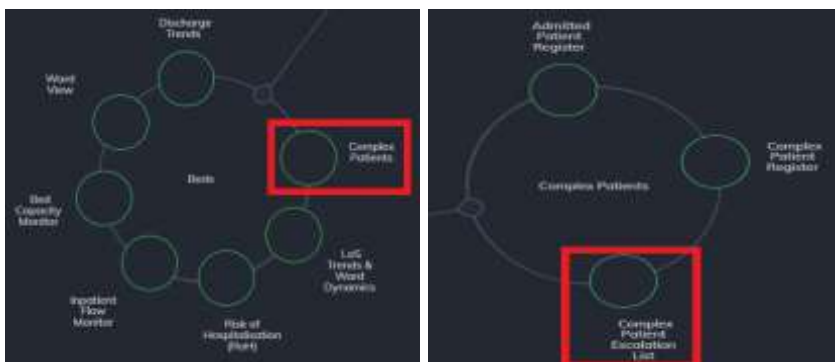 Discharge
Trends
Ward
View
Complex
Patients
Beds
Bed
Capacity
Monitor
LoS
Trends &
Ward
Dynamics
Inpatient
Flow
Monitor
Risk of
Hospitalisation
(RoH)
Admitted
Patient
Register
Complex
Patient
Register
Complex Patients
Complex
Patient
Escalation
List